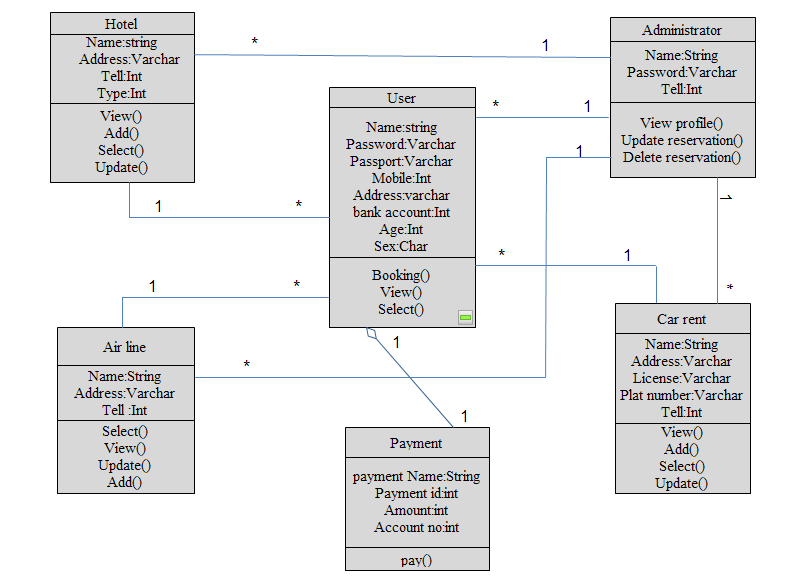 Hotel
Name:string
Address:Varchar
Tell:Int
Type:Int
View()
Add()
Select()
Update()
*
1
Administrator
Name:String
Password:Varchar
Tell:Int
View profile()
Update reservation()
Delete reservation()
User
Name:string
Password:Varchar
Passport:Varchar
Mobile:Int
Address:varchar
bank account:Int
Age:Int
Sex:Char
Booking()
View()
Select()
*
1
1
1
*
1
*
*
1
1
*
Air line
Name:String
Address:Varchar
Tell :Int
Select()
View()
Update()
Add()
*
1
1
Payment
payment Name:String
Payment id:int
Amount:int
Account no:int
pay()
Car rent
Name:String
Address:Varchar
License:Varchar
Plat number:Varchar
Tell:Int
View()
Add()
Select()
Update()